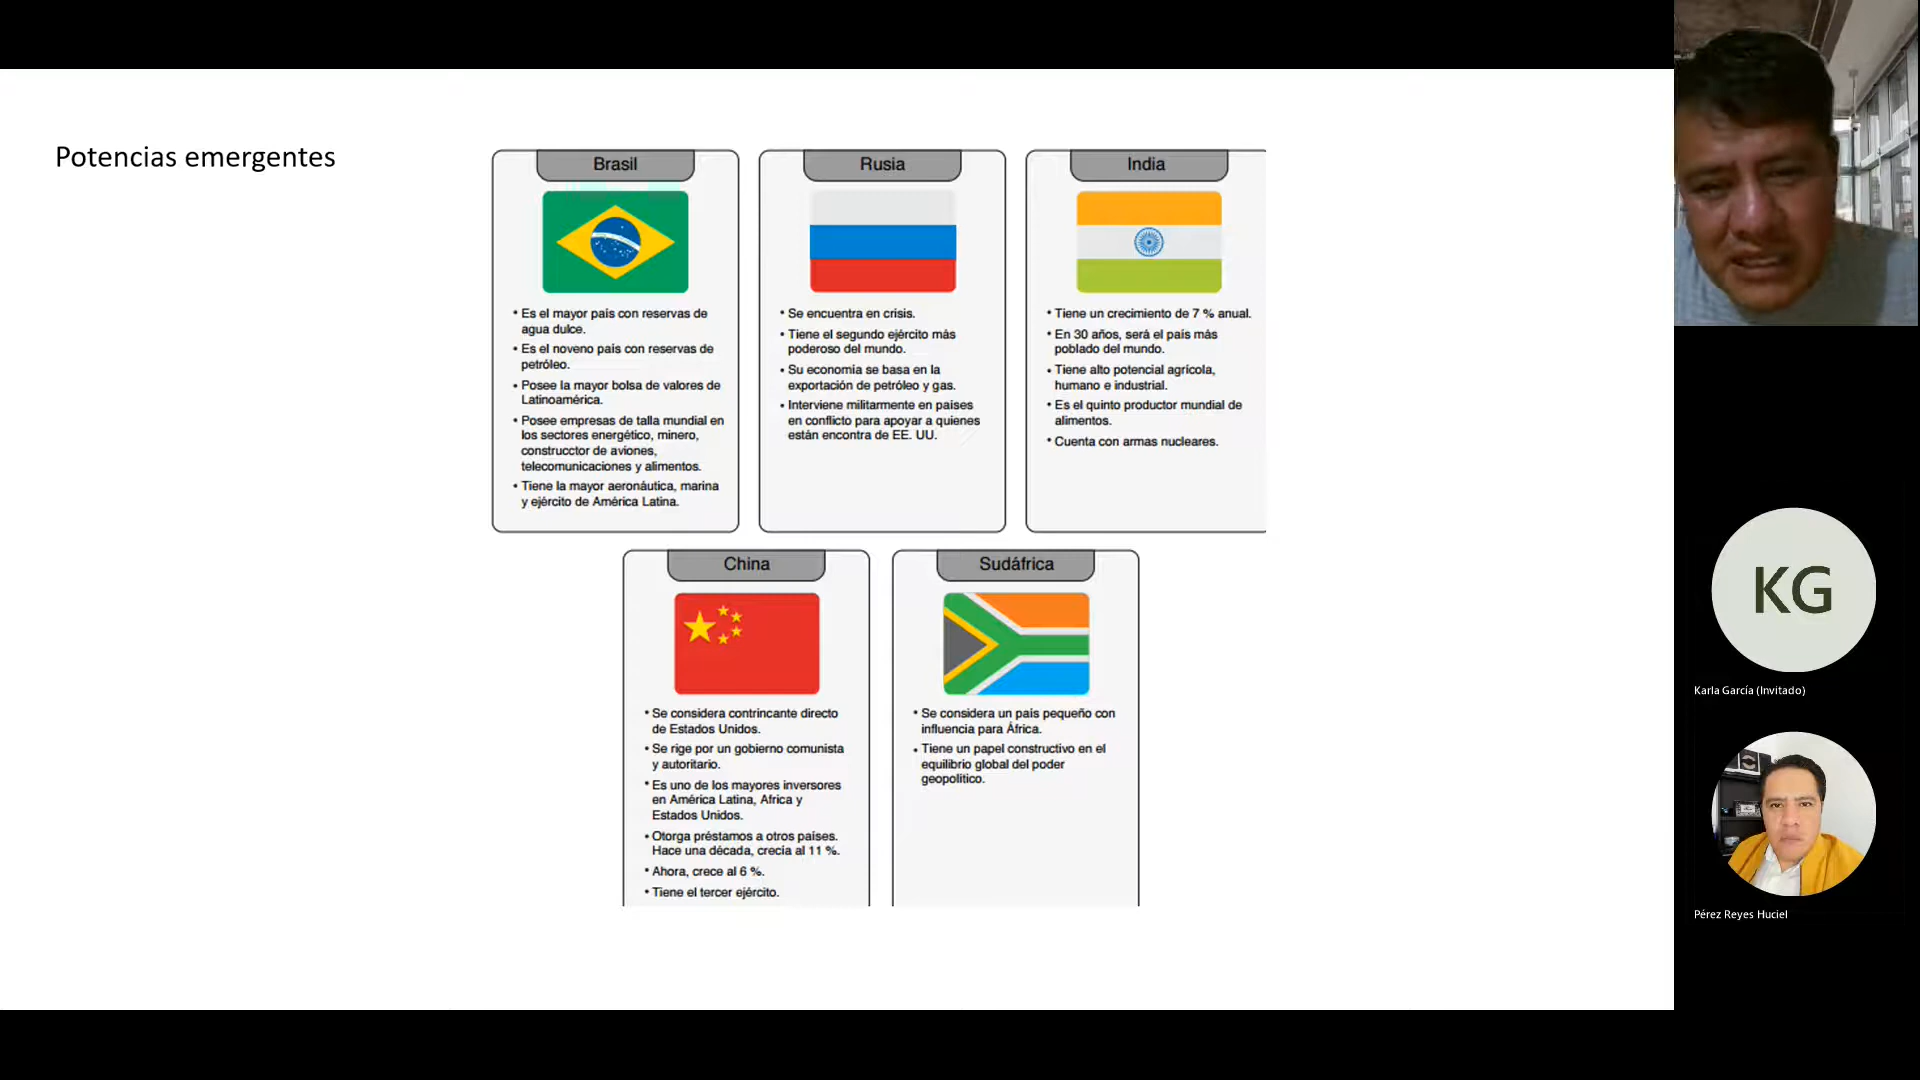 Potencias emergentes
Brasil
• Es el mayor país con reservas de
agua dulce.
• Es el noveno país con reservas de
petróleo.
• Posee la mayor bolsa de valores de
Latinoamérica.
• Posee empresas de talla mundial en
los sectores energético, minero,
construcctor de aviones,
telecomunicaciones y alimentos.
• Tiene la mayor aeronáutica, marina
y ejército de América Latina.
Rusia
• Se encuentra en crisis.
• Tiene el segundo ejército más
poderoso del mundo.
• Su economía se basa en la
exportación de petróleo y gas.
• Interviene militarmente en países
en conflicto para apoyar a quienes
están encontra de EE. UU.
India
• Tiene un crecimiento de 7 % anual.
• En 30 años, será el país más
poblado del mundo.
• Tiene alto potencial agrícola,
humano e industrial.
• Es el quinto productor mundial de
alimentos.
• Cuenta con armas nucleares.
China
• Se considera contrincante directo
de Estados Unidos.
• Se rige por un gobierno comunista
y autoritario.
• Es uno de los mayores inversores
en América Latina, Africa y
Estados Unidos.
• Otorga préstamos a otros países.
Hace una década, crecía al 11 %.
• Ahora, crece al 6 %.
• Tiene el tercer ejército.
Sudáfrica
• Se considera un país pequeño con
influencia para África.
• Tiene un papel constructivo en el
equilibrio global del poder
geopolítico.
KG
Karla García (Invitado)
Pérez Reyes Huciel